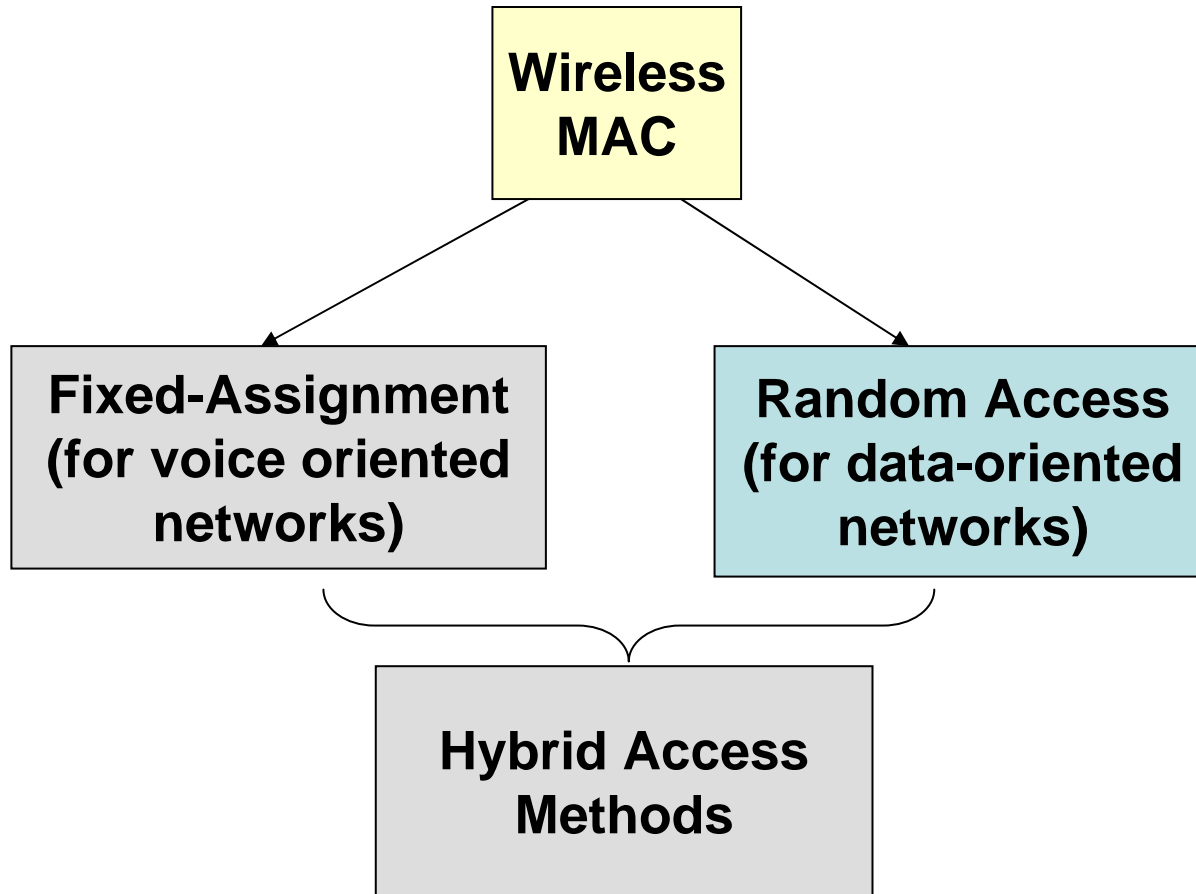 Wireless
MAC
Fixed-Assignment
(for voice oriented
networks)
Random Access
(for data-oriented
networks)
Hybrid Access
Methods